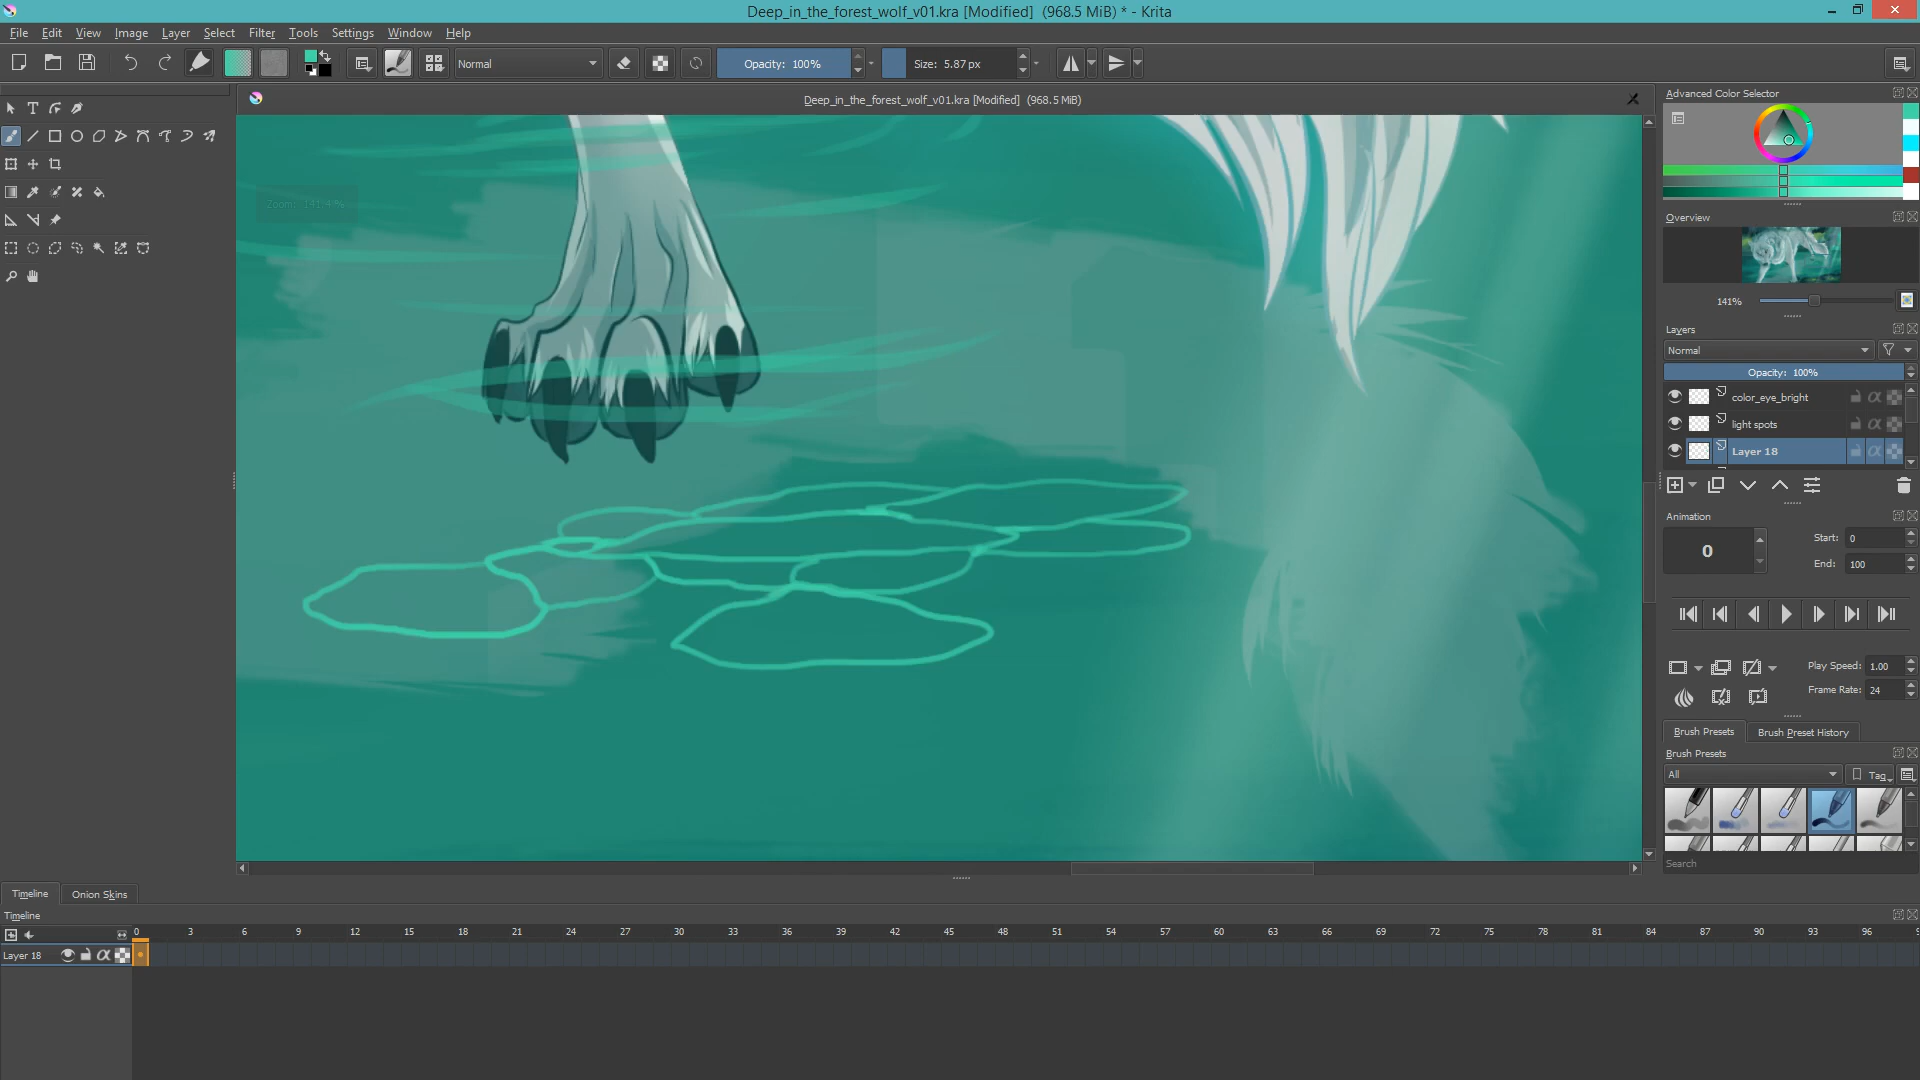 Deep_in_the_forest_wolf_v01.kra [Modified] (968.5 MiB) * - Krita
File Edit View Image Layer Select Filter Tools Settings Window Help
Normal Opacity: 100% Size: 5.87 px
Deep_in_the_forest_wolf_v01.kra [Modified] (968.5 MiB)
Zoom: 141.4 %
Advanced Color Selector
Overview
141%
Layers
Normal
Opacity: 100%
color_eye_bright
light spots
Layer 18
Animation
0
Start: 0
End: 100
Play Speed: 1.00
Frame Rate: 24
Brush Presets Brush Preset History
Brush Presets
All Tag
Search
Timeline Onion Skins
Timeline
0 3 6 9 12 15 18 21 24 27 30 33 36 39 42 45 48 51 54 57 60 63 66 69 72 75 78 81 84 87 90 93 96
Layer 18